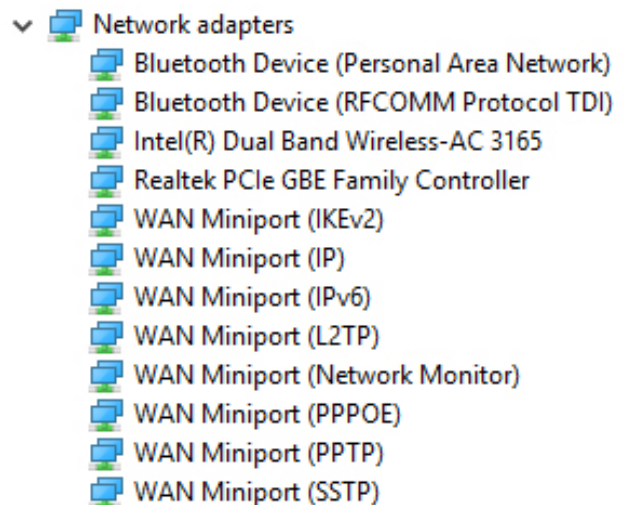 Network adapters
Bluetooth Device (Personal Area Network)
Bluetooth Device (RFCOMM Protocol TDI)
Intel(R) Dual Band Wireless-AC 3165
Realtek PCIe GBE Family Controller
WAN Miniport (IKEv2)
WAN Miniport (IP)
WAN Miniport (IPv6)
WAN Miniport (L2TP)
WAN Miniport (Network Monitor)
WAN Miniport (PPPOE)
WAN Miniport (PPTP)
WAN Miniport (SSTP)